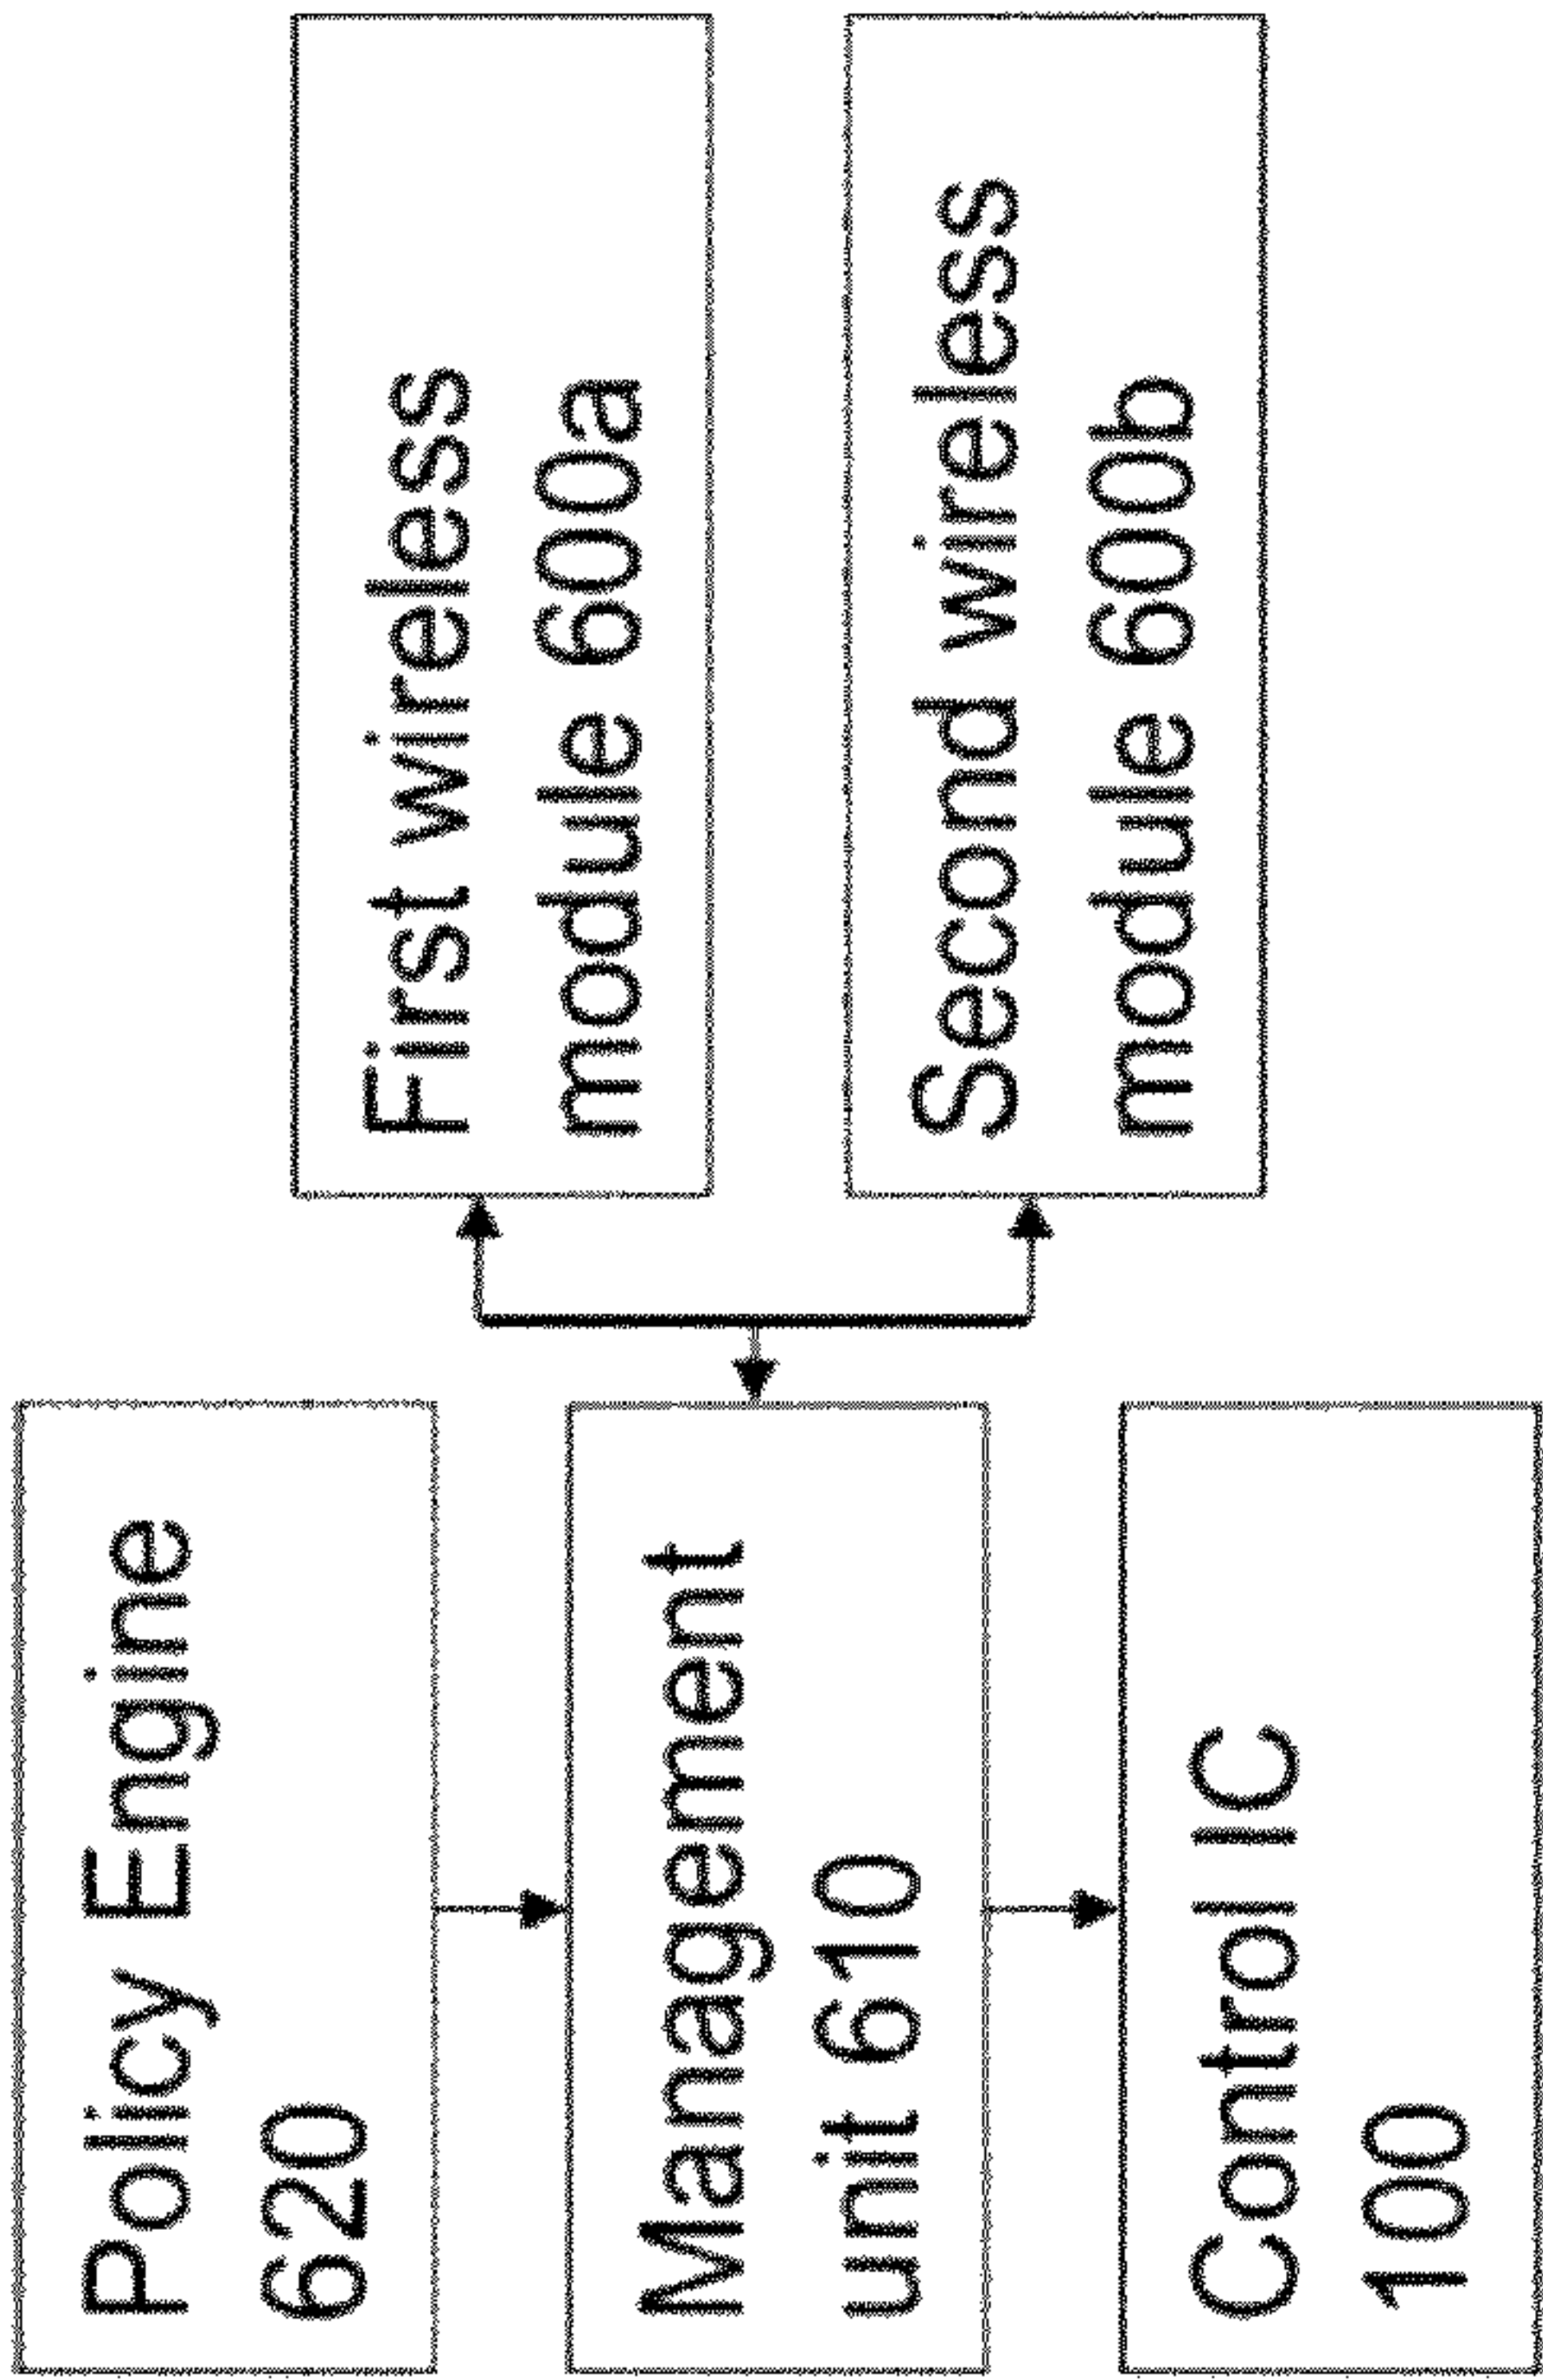 Policy Engine
620
Management
unit 610
Control IC
100
First wireless
module 600a
Second wireless
module 600b